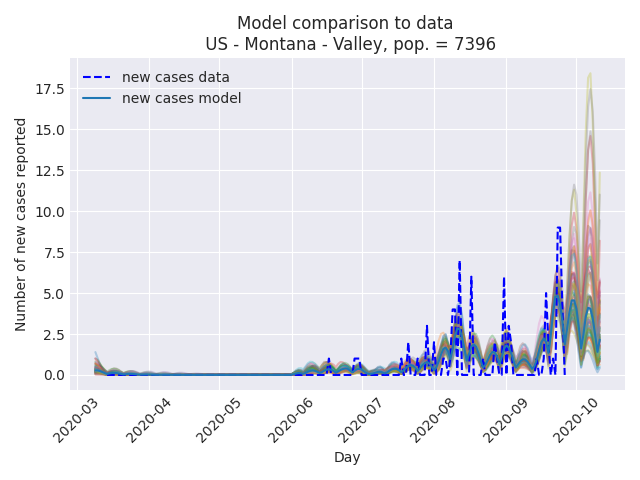 Model comparison to data
US - Montana - Valley, pop. = 7396
new cases data
new cases model
17.5
15.0
12.5
10.0
7.5
5.0
2.5
0.0
Number of new cases reported
2020-03
2020-04
2020-05
2020-06
2020-07
2020-08
2020-09
2020-10
Day